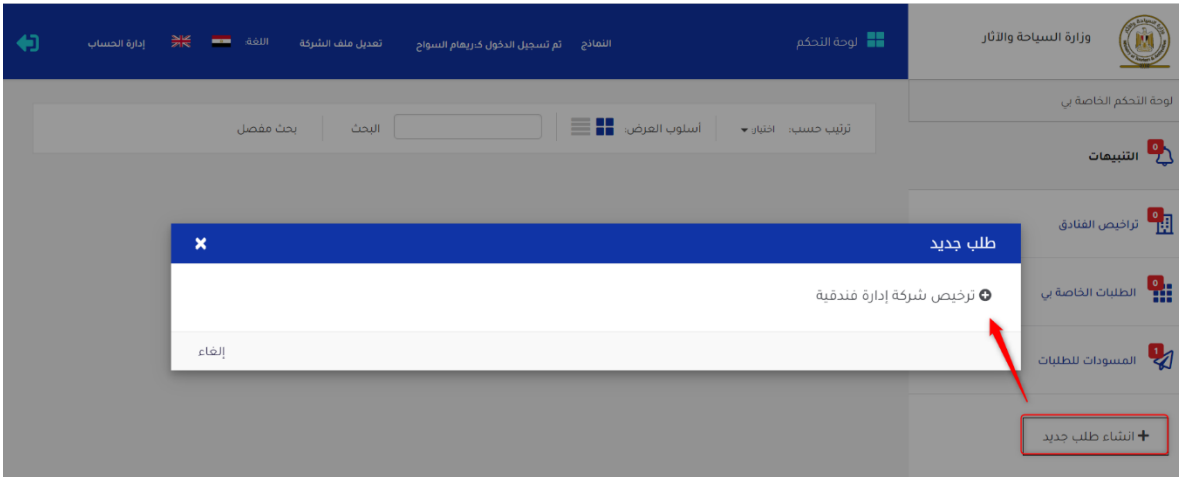 وزارة السياحة والآثار
لوحة التحكم
النماذج
تم تسجيل الدخول ك:ريهام السواح
تعديل ملف الشركة
اللغة:
إدارة الحساب
لوحة التحكم الخاصة بي
0
التنبيهات
0
تراخيص الفنادق
0
الطلبات الخاصة بي
1
المسودات للطلبات
+ انشاء طلب جديد
ترتيب حسب: اختيار
أسلوب العرض:
البحث
بحث مفصل
طلب جديد
ترخيص شركة إدارة فندقية
إلغاء